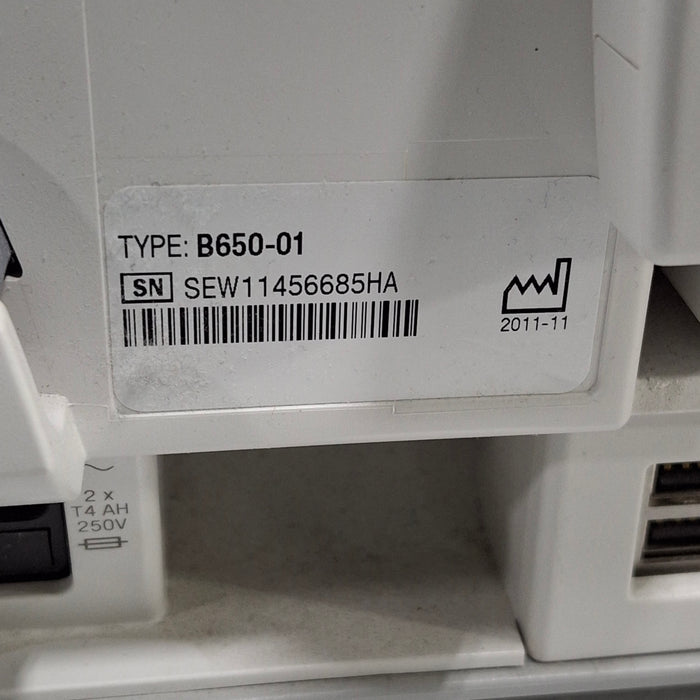 TYPE: B650-01
SN SEW11456685HA
2011-11
2 x
T4 AH
250V